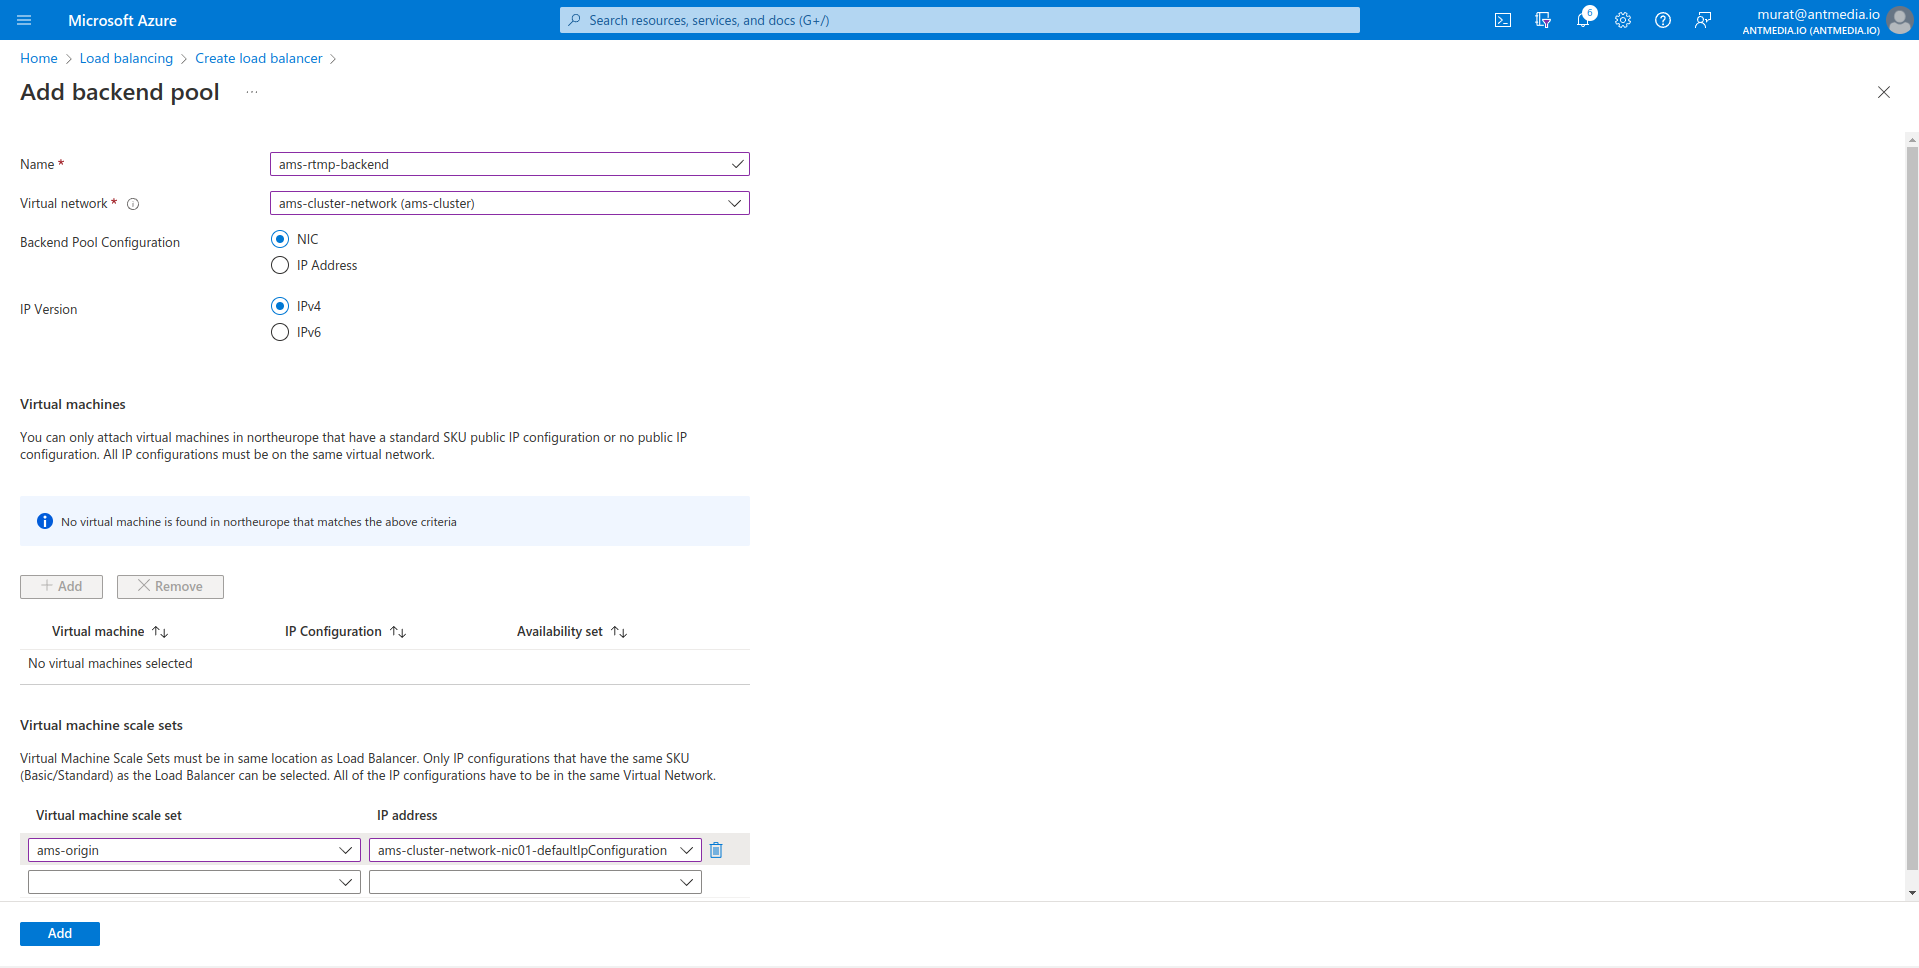 Microsoft Azure
Search resources, services, and docs (G+/)
6
murat@antmedia.io
ANTMEDIA.IO (ANTMEDIA.IO)
Home > Load balancing > Create load balancer >
Add backend pool ...
Name *
ams-rtmp-backend
Virtual network *
ams-cluster-network (ams-cluster)
Backend Pool Configuration
NIC
IP Address
IP Version
IPv4
IPv6
Virtual machines
You can only attach virtual machines in northeurope that have a standard SKU public IP configuration or no public IP
configuration. All IP configurations must be on the same virtual network.
No virtual machine is found in northeurope that matches the above criteria
Add Remove
Virtual machine IP Configuration Availability set
No virtual machines selected
Virtual machine scale sets
Virtual Machine Scale Sets must be in same location as Load Balancer. Only IP configurations that have the same SKU
(Basic/Standard) as the Load Balancer can be selected. All of the IP configurations have to be in the same Virtual Network.
Virtual machine scale set IP address
ams-origin ams-cluster-network-nic01-defaultIpConfiguration
Add